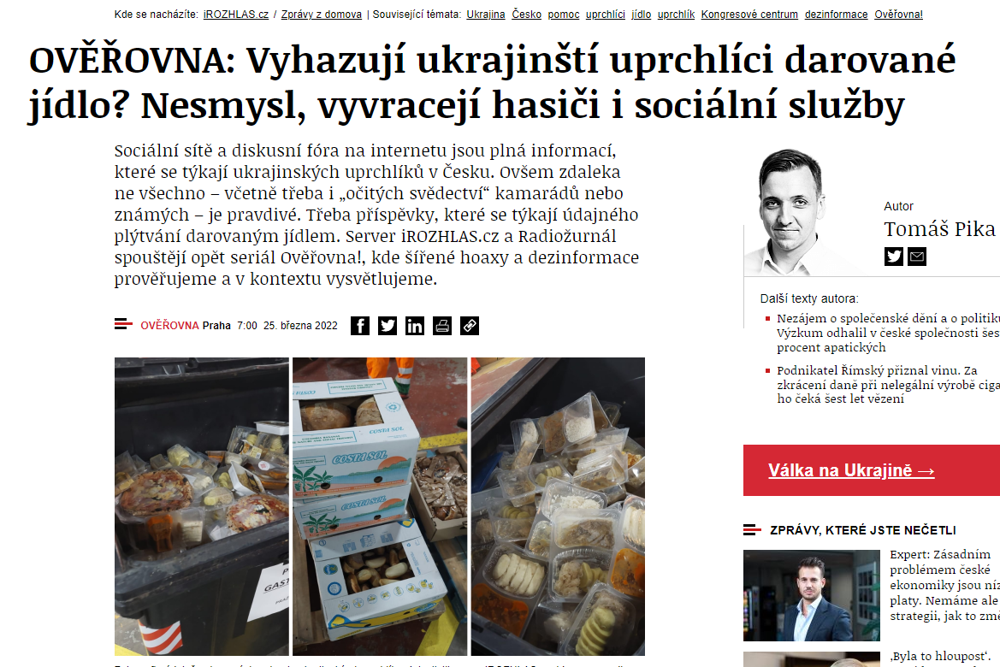 Kde se nacházíte: iROZHLAS.cz / Zprávy z domova | Související témata: Ukrajina Česko pomoc uprchlíci jídlo uprchlík Kongresové centrum dezinformace Ověřovna!
OVĚŘOVNA: Vyhazují ukrajinští uprchlíci darované
jídlo? Nesmysl, vyvracejí hasiči i sociální služby
Sociální sítě a diskusní fóra na internetu jsou plná informací,
které se týkají ukrajinských uprchlíků v Česku. Ovšem zdaleka
ne všechno – včetně třeba i „očitých svědectví“ kamarádů nebo
známých – je pravdivé. Třeba příspěvky, které se týkají údajného
plýtvání darovaným jídlem. Server iROZHLAS.cz a Radiožurnál
spouštějí opět seriál Ověřovna!, kde šířené hoaxy a dezinformace
prověřujeme a v kontextu vysvětlujeme.
OVĚŘOVNA Praha 7:00 25. března 2022
COSTA SOL
COSTA SOL
COSTA SOL
GAST
Autor
Tomáš Pika
Další texty autora:
Nezájem o společenské dění a o politiku
Výzkum odhalil v české společnosti šes
procent apatických
Podnikatel Římský přiznal vinu. Za
zkrácení daně při nelegální výrobě ciga
ho čeká šest let vězení
Válka na Ukrajině →
ZPRÁVY, KTERÉ JSTE NEČETLI
Expert: Zásadním
problémem české
ekonomiky jsou níz
platy. Nemáme ale
strategii, jak to změ
‚Byla to hloupost‘.